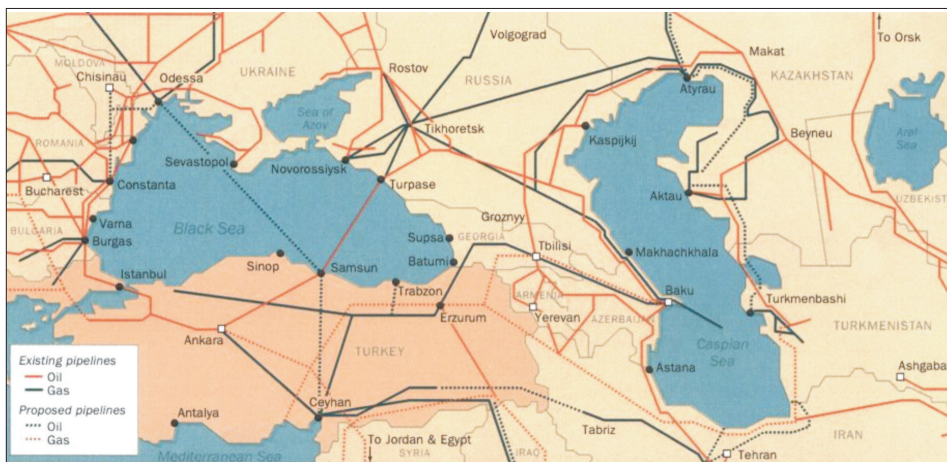 Volgograd
To Orsk
MOLDOVA
Chisinau
Odessa
UKRAINE
Rostov
RUSSIA
Makat
KAZAKHSTAN
Atyrau
Sea of
Azov
Tikhoretsk
Kaspijkij
Beyneu
Aral
Sea
ROMANIA
Sevastopol
Novorossiysk
Bucharest
Constanta
Turpase
Aktau
UZBEKIST
Varna
BULGARIA
Burgas
Black Sea
Groznyy
Supsa
GEORGIA
Tbilisi
Makhachkhala
Batumi
Istanbul
Sinop
Samsun
Trabzon
ARMENIA
Baku
Erzurum
Yerevan
AZERBAIJAN
Turkmenbashi
TURKMENISTAN
Ankara
TURKEY
Caspian
Sea
Existing pipelines
Oil
Gas
Proposed pipelines
Oil
Gas
Astana
Ashgaba
Antalya
Ceyhan
Tabriz
IRAN
To Jordan & Egypt
SYRIA
IRAQ
Tehran
Mediterranean Sea